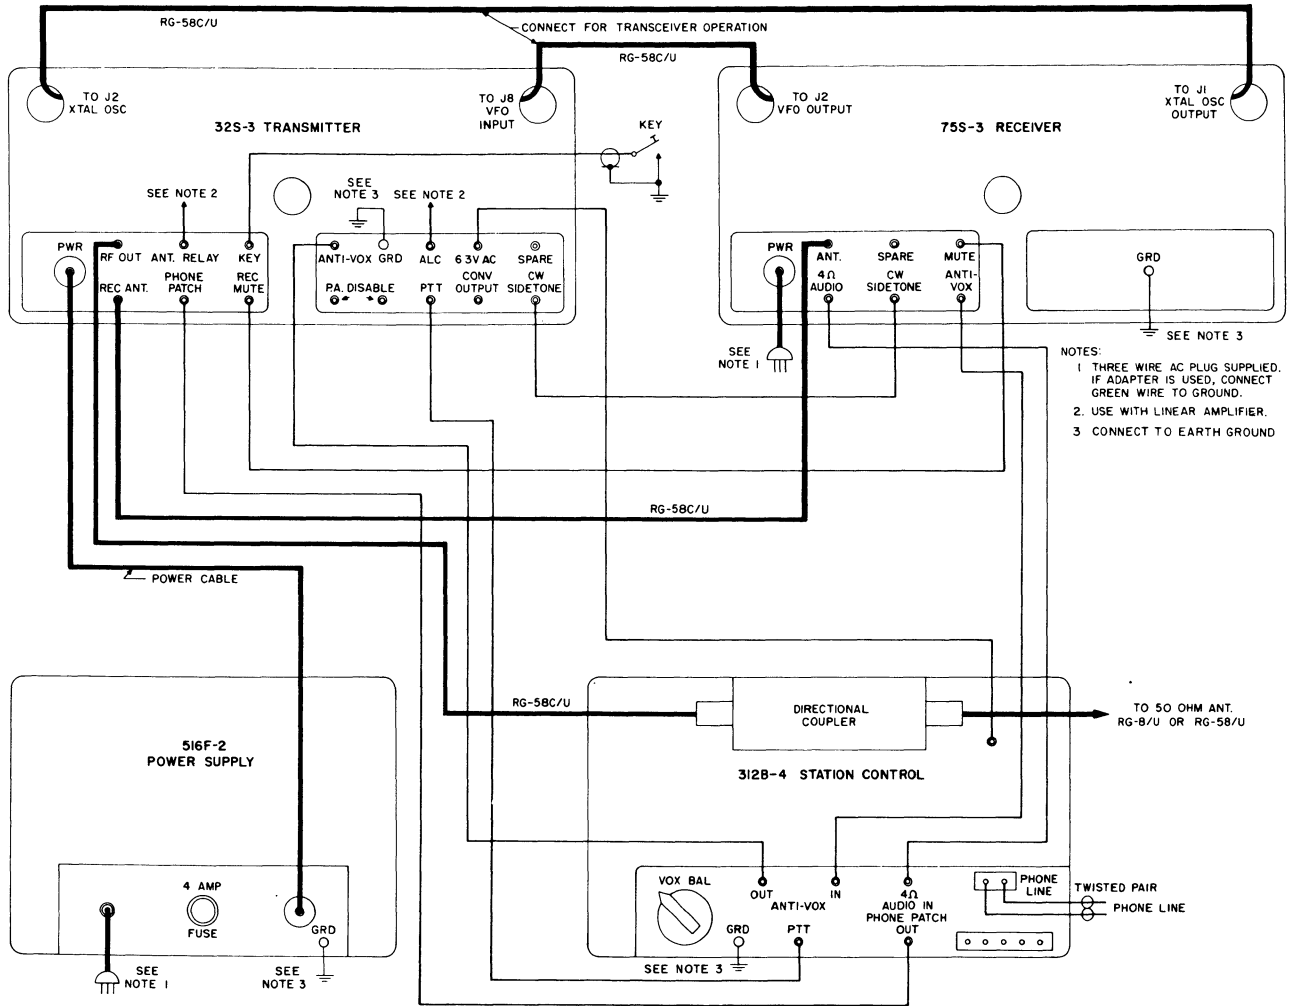 RG-58C/U
CONNECT FOR TRANSCEIVER OPERATION
RG-58C/U
TO J2
XTAL OSC
TO J8
VFO
INPUT
32S-3 TRANSMITTER
KEY
SEE NOTE 2
SEE
NOTE 3
SEE NOTE 2
PWR
RF OUT
ANT. RELAY
KEY
REC ANT.
PHONE
PATCH
REC
MUTE
ANTI-VOX
GRD
ALC
6 3V AC
SPARE
P.A. DISABLE
PTT
CONV
OUTPUT
CW
SIDETONE
TO J2
VFO OUTPUT
TO J1
XTAL OSC
OUTPUT
75S-3 RECEIVER
PWR
ANT.
SPARE
MUTE
4Ω
AUDIO
CW
SIDETONE
ANTI-
VOX
GRD
SEE NOTE 3
SEE
NOTE 1
NOTES:
1 THREE WIRE AC PLUG SUPPLIED.
IF ADAPTER IS USED, CONNECT
GREEN WIRE TO GROUND.
2. USE WITH LINEAR AMPLIFIER.
3 CONNECT TO EARTH GROUND
RG-58C/U
POWER CABLE
516F-2
POWER SUPPLY
4 AMP
FUSE
GRD
SEE
NOTE 1
SEE
NOTE 3
RG-58C/U
DIRECTIONAL
COUPLER
TO 50 OHM ANT.
RG-8/U OR RG-58/U
312B-4 STATION CONTROL
VOX BAL
OUT
IN
ANTI-VOX
4Ω
AUDIO IN
PHONE PATCH
OUT
GRD
PTT
SEE NOTE 3
PHONE
LINE
TWISTED PAIR
PHONE LINE